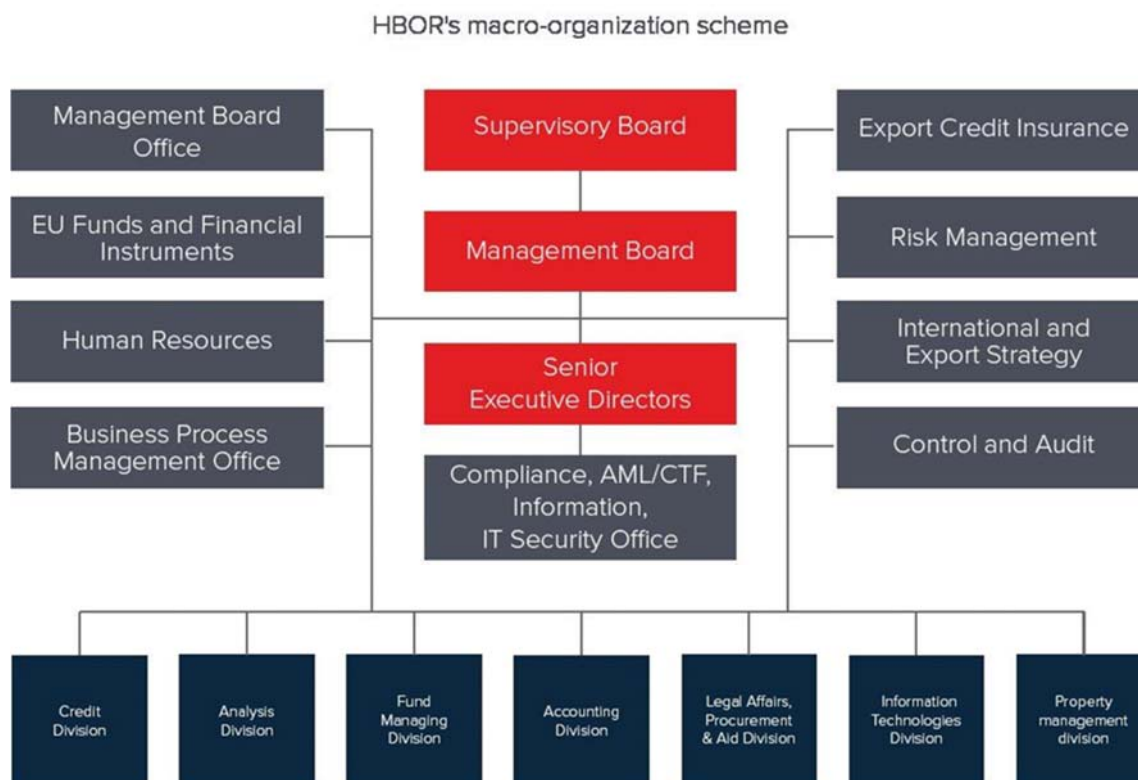 HBOR's macro-organization scheme
Management Board
Office
Supervisory Board
Export Credit Insurance
EU Funds and Financial
Instruments
Management Board
Risk Management
Human Resources
Senior
Executive Directors
International and
Export Strategy
Business Process
Management Office
Compliance, AML/CTF,
Information,
IT Security Office
Control and Audit
Credit
Division
Analysis
Division
Fund
Managing
Division
Accounting
Division
Legal Affairs,
Procurement
& Aid Division
Information
Technologies
Division
Property
management
division